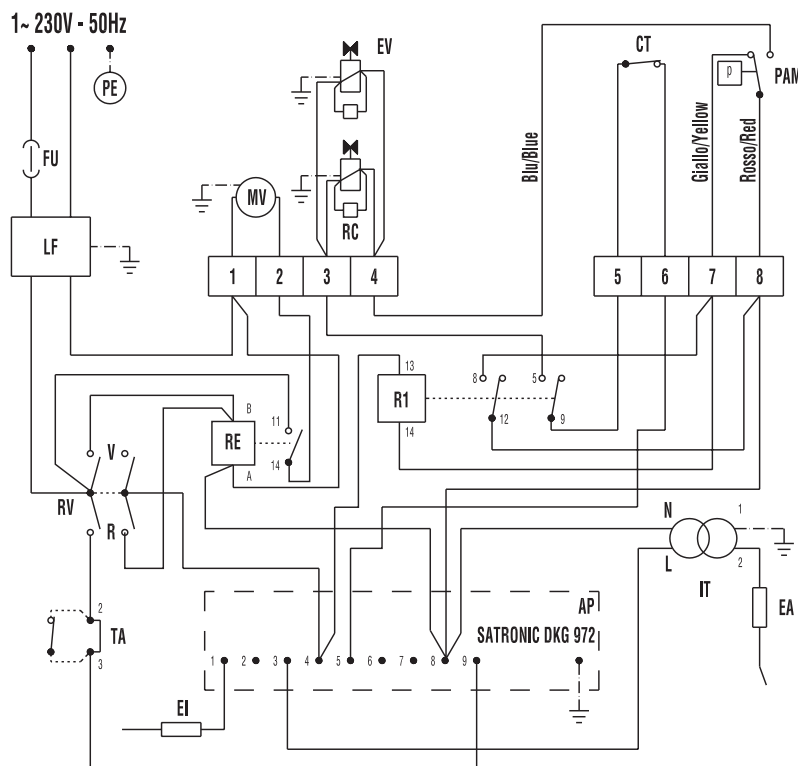 1~ 230V - 50Hz
PE
FU
LF
MV
EV
RC
CT
p
PAM
Blu/Blue
Giallo/Yellow
Rosso/Red
1 2 3 4
5 6 7 8
13
R1
14
8 5
12 9
B
RE
A
11
14
V
RV
R
N
L
1
2
IT
EA
2
TA
3
AP
SATRONIC DKG 972
1 2 3 4 5 6 7 8 9
EI